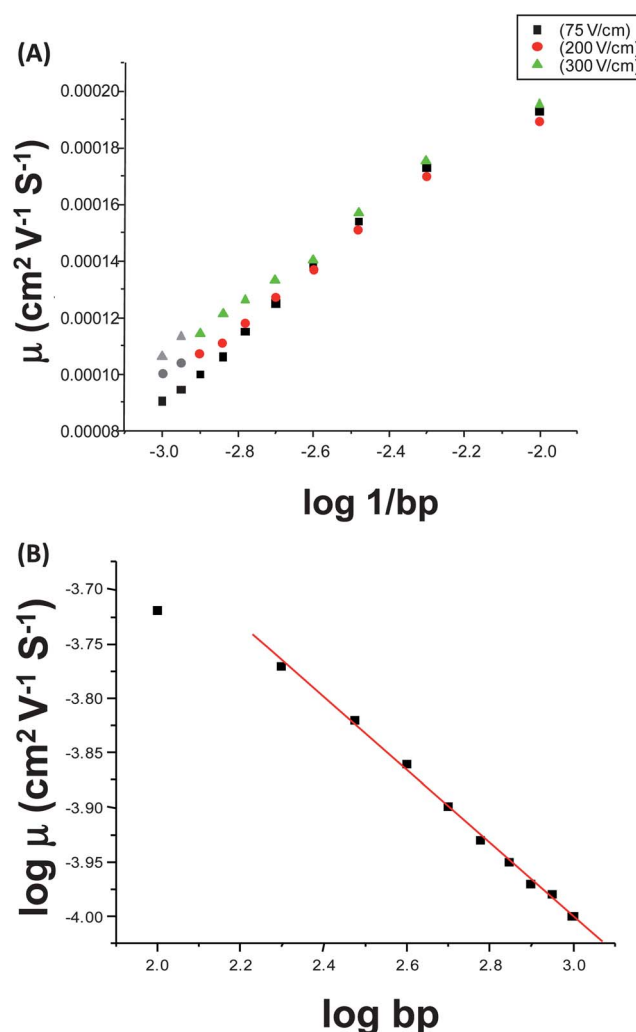 (A)
(75 V/cm)
(200 V/cm)
(300 V/cm)
0.00020
0.00018
0.00016
0.00014
0.00012
0.00010
0.00008
μ (cm² V⁻¹ S⁻¹)
-3.0 -2.8 -2.6 -2.4 -2.2 -2.0
log 1/bp
(B)
-3.70
-3.75
-3.80
-3.85
-3.90
-3.95
-4.00
log μ (cm² V⁻¹ S⁻¹)
2.0 2.2 2.4 2.6 2.8 3.0
log bp